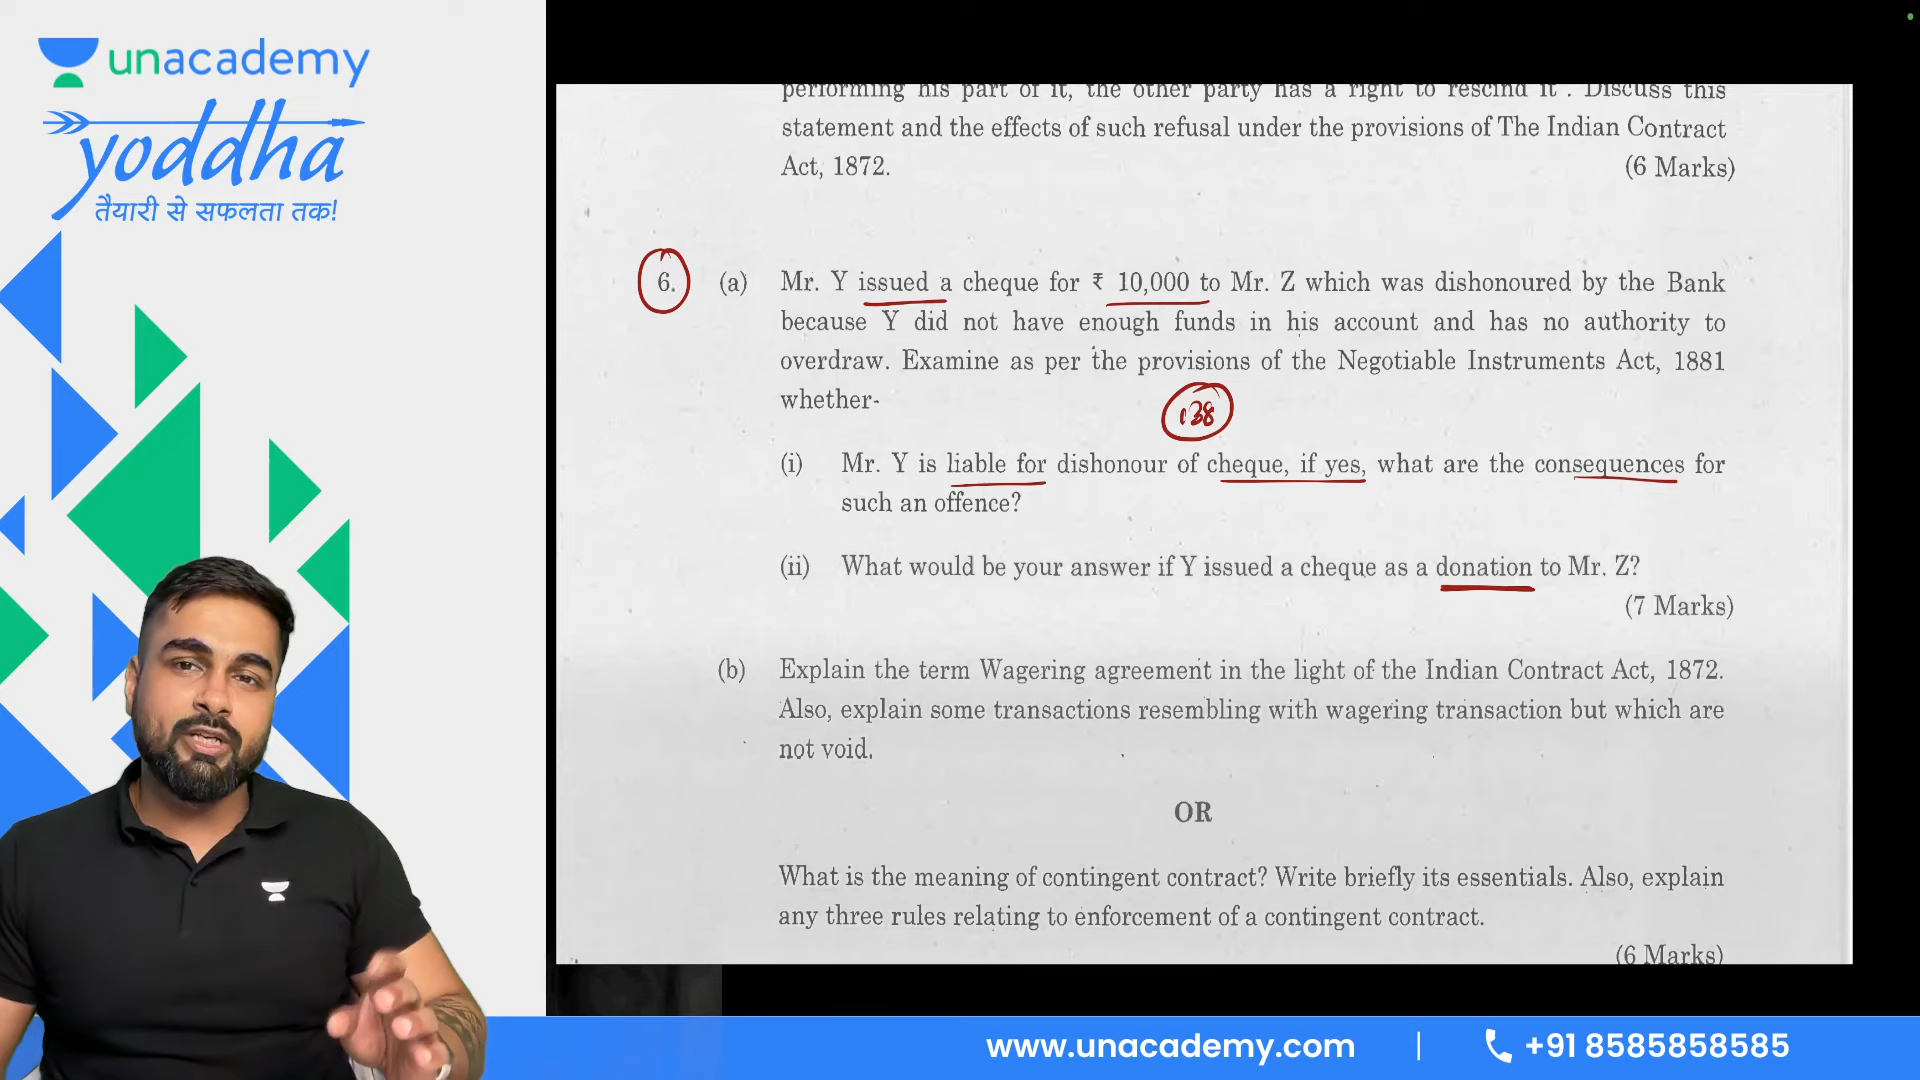 unacademy
yoddha
तैयारी से सफलता तक!
performing his part of it, the other party has a right to rescind it". Discuss this
statement and the effects of such refusal under the provisions of The Indian Contract
Act, 1872. (6 Marks)
6. (a) Mr. Y issued a cheque for ₹ 10,000 to Mr. Z which was dishonoured by the Bank
because Y did not have enough funds in his account and has no authority to
overdraw. Examine as per the provisions of the Negotiable Instruments Act, 1881
whether-
138
(i) Mr. Y is liable for dishonour of cheque, if yes, what are the consequences for
such an offence?
(ii) What would be your answer if Y issued a cheque as a donation to Mr. Z?
(7 Marks)
(b) Explain the term Wagering agreement in the light of the Indian Contract Act, 1872.
Also, explain some transactions resembling with wagering transaction but which are
not void.
OR
What is the meaning of contingent contract? Write briefly its essentials. Also, explain
any three rules relating to enforcement of a contingent contract.
(6 Marks)
www.unacademy.com | +91 8585858585